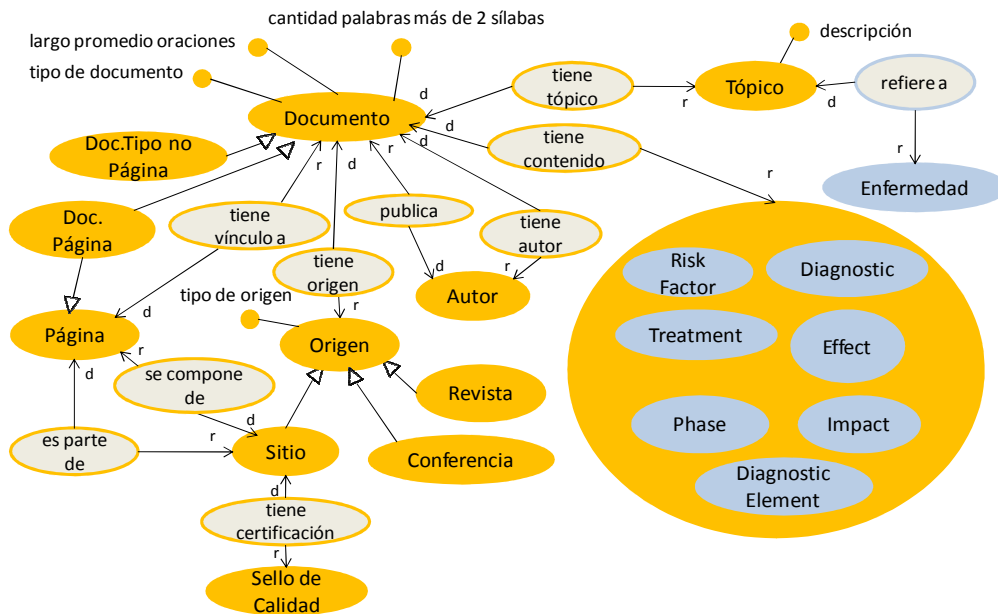 cantidad palabras más de 2 sílabas
largo promedio oraciones
descripción
tipo de documento
d
tiene
tópico
r
Tópico
d
refiere a
Documento
d
tiene
contenido
r
Doc.Tipo no
Página
r
d
r
d
r
Enfermedad
Doc.
Página
tiene
vínculo a
publica
tiene
autor
tiene
origen
d
r
Risk
Factor
Diagnostic
tipo de origen
r
Autor
Página
d
r
Origen
Treatment
Effect
d
se compone
de
Revista
d
Phase
Impact
es parte
de
r
Sitio
Conferencia
Diagnostic
Element
d
tiene
certificación
r
Sello de
Calidad